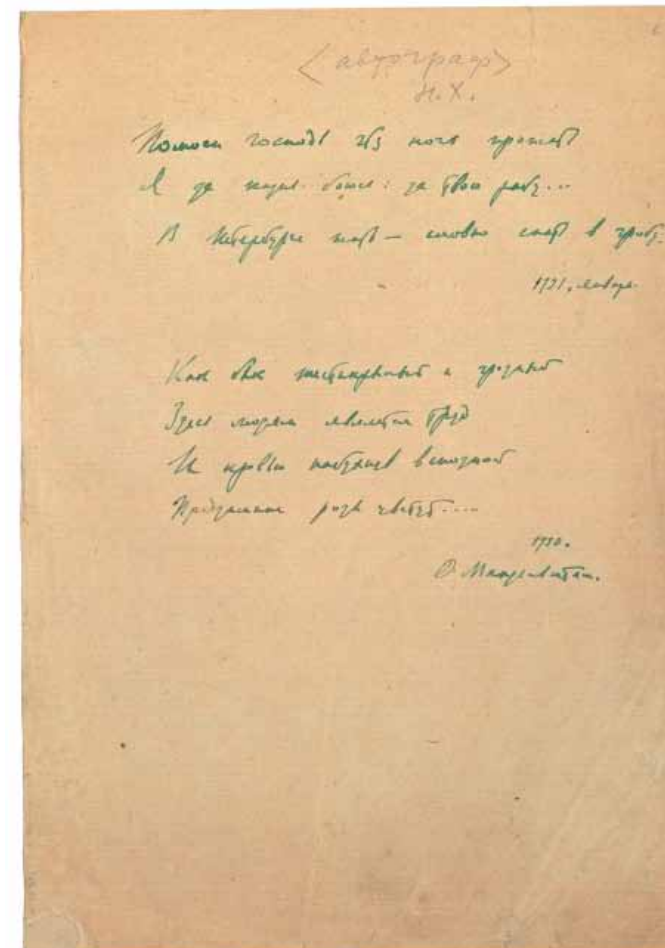 <автограф>
Н.Х.
Помоги господь эту ночь прожить
Я за жизнь боюсь: за твою рабу...
В Петербурге жить — словно спать в гробу.
1931. январь
Как бык шестикрылый и грозный
Здесь людям является труд
И кровью набухнув венозной
Предзимние розы цветут....
1930.
О Мандельштам.